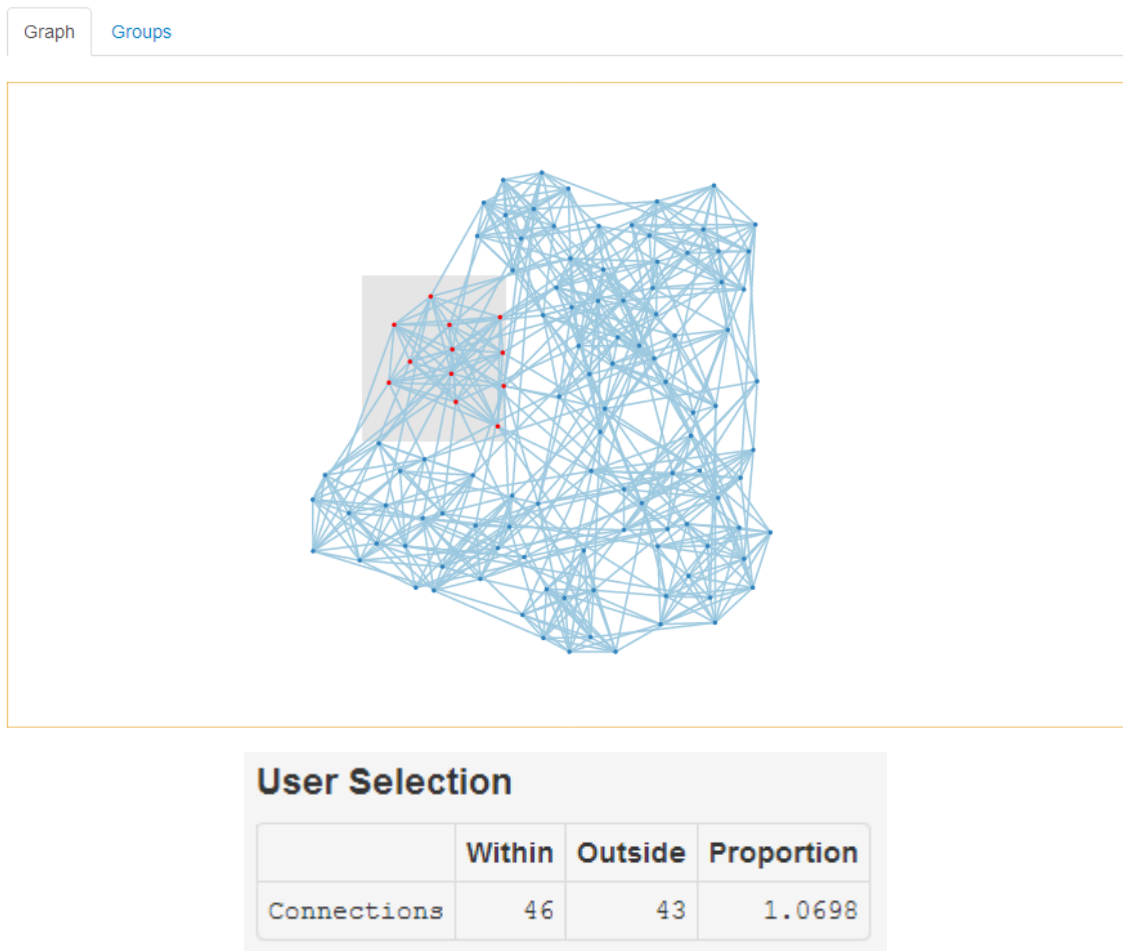 Graph Groups
User Selection
Within Outside Proportion
Connections 46 43 1.0698